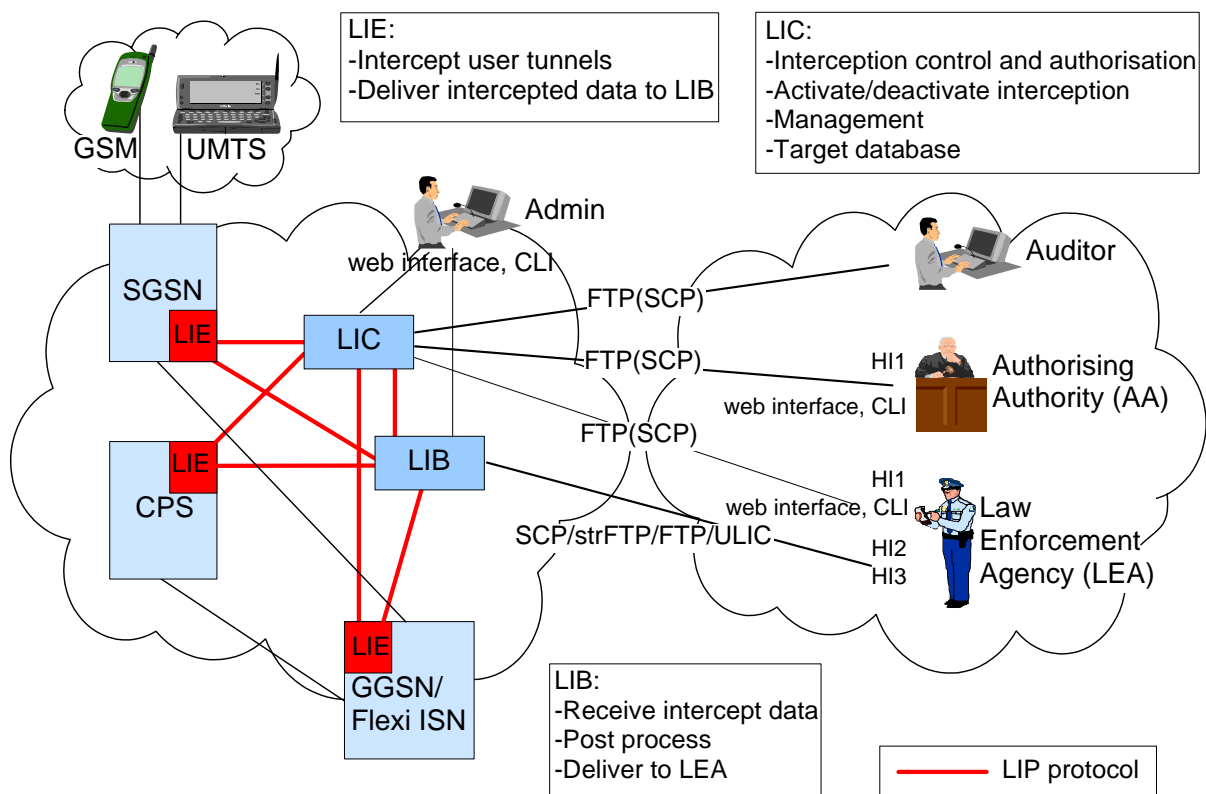 LIE:
-Intercept user tunnels
-Deliver intercepted data to LIB
LIC:
-Interception control and authorisation
-Activate/deactivate interception
-Management
-Target database
GSM
UMTS
Admin
web interface, CLI
Auditor
SGSN
LIE
LIC
FTP(SCP)
FTP(SCP)
HI1
Authorising
Authority (AA)
web interface, CLI
FTP(SCP)
LIE
CPS
LIB
HI1
web interface, CLI
Law
Enforcement
Agency (LEA)
SCP/strFTP/FTP/ULIC
HI2
HI3
LIE
GGSN/
Flexi ISN
LIB:
-Receive intercept data
-Post process
-Deliver to LEA
LIP protocol